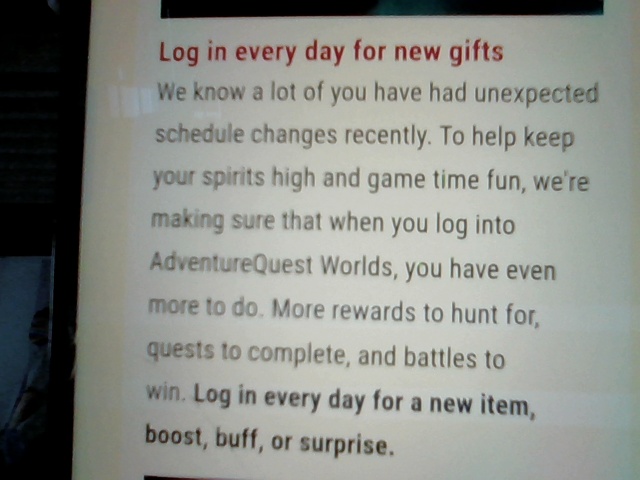 Log in every day for new gifts
We know a lot of you have had unexpected
schedule changes recently. To help keep
your spirits high and game time fun, we're
making sure that when you log into
AdventureQuest Worlds, you have even
more to do. More rewards to hunt for,
quests to complete, and battles to
win. Log in every day for a new item,
boost, buff, or surprise.